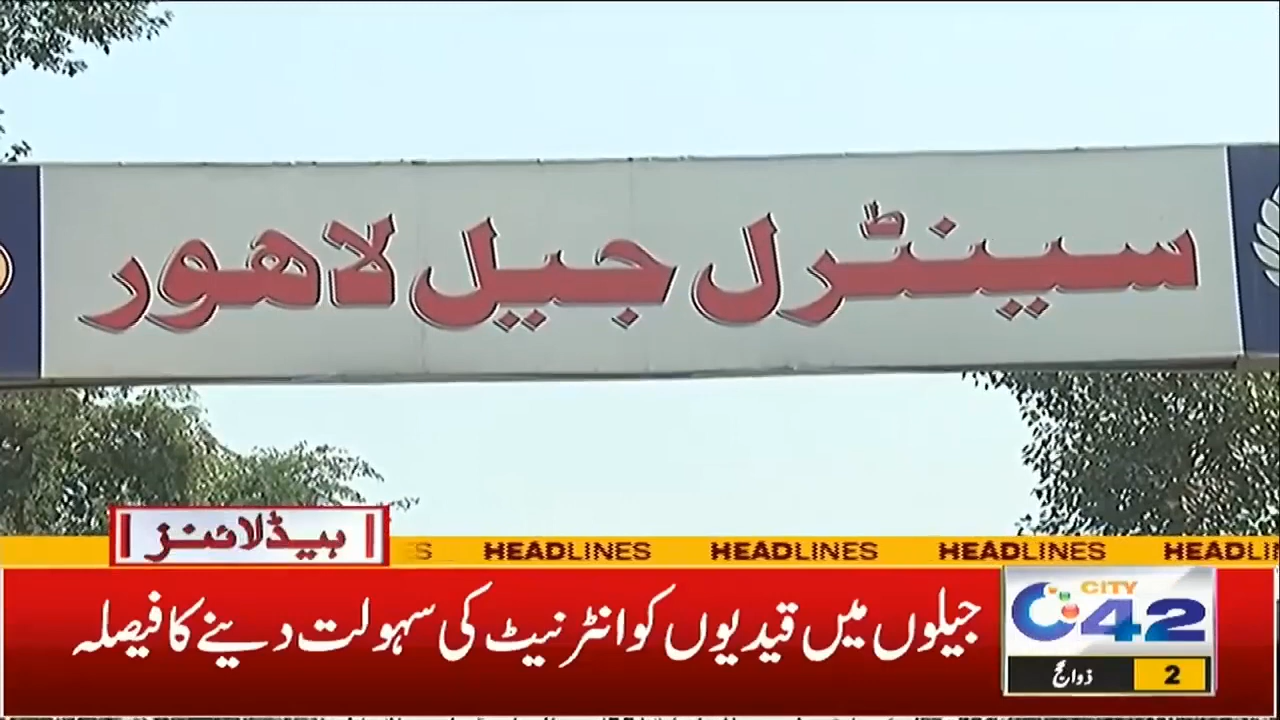 سینٹرل جیل لاہور
ہیڈلائنز
HEADLINES HEADLINES HEADLINES
جیلوں میں قیدیوں کو انٹرنیٹ کی سہولت دینے کا فیصلہ
CITY 42
2 ذوالحج